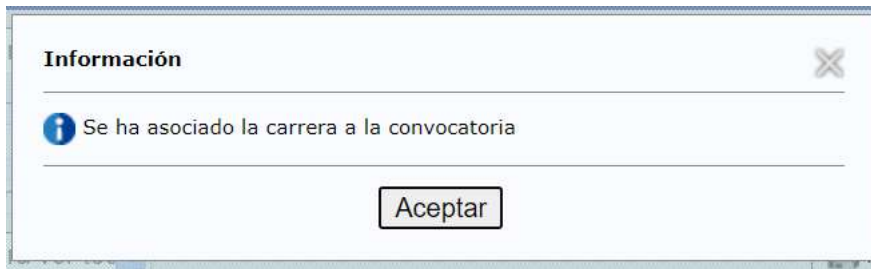 Información
Se ha asociado la carrera a la convocatoria
Aceptar